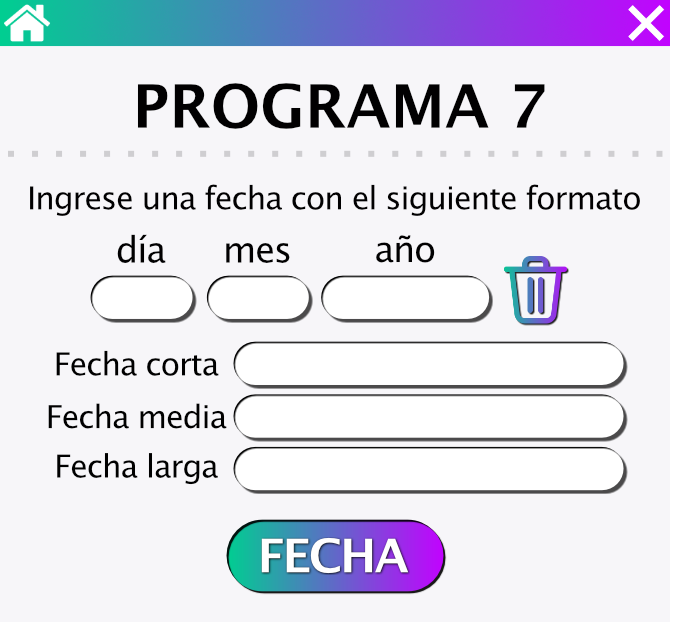 PROGRAMA 7
Ingrese una fecha con el siguiente formato
día mes año
Fecha corta
Fecha media
Fecha larga
FECHA